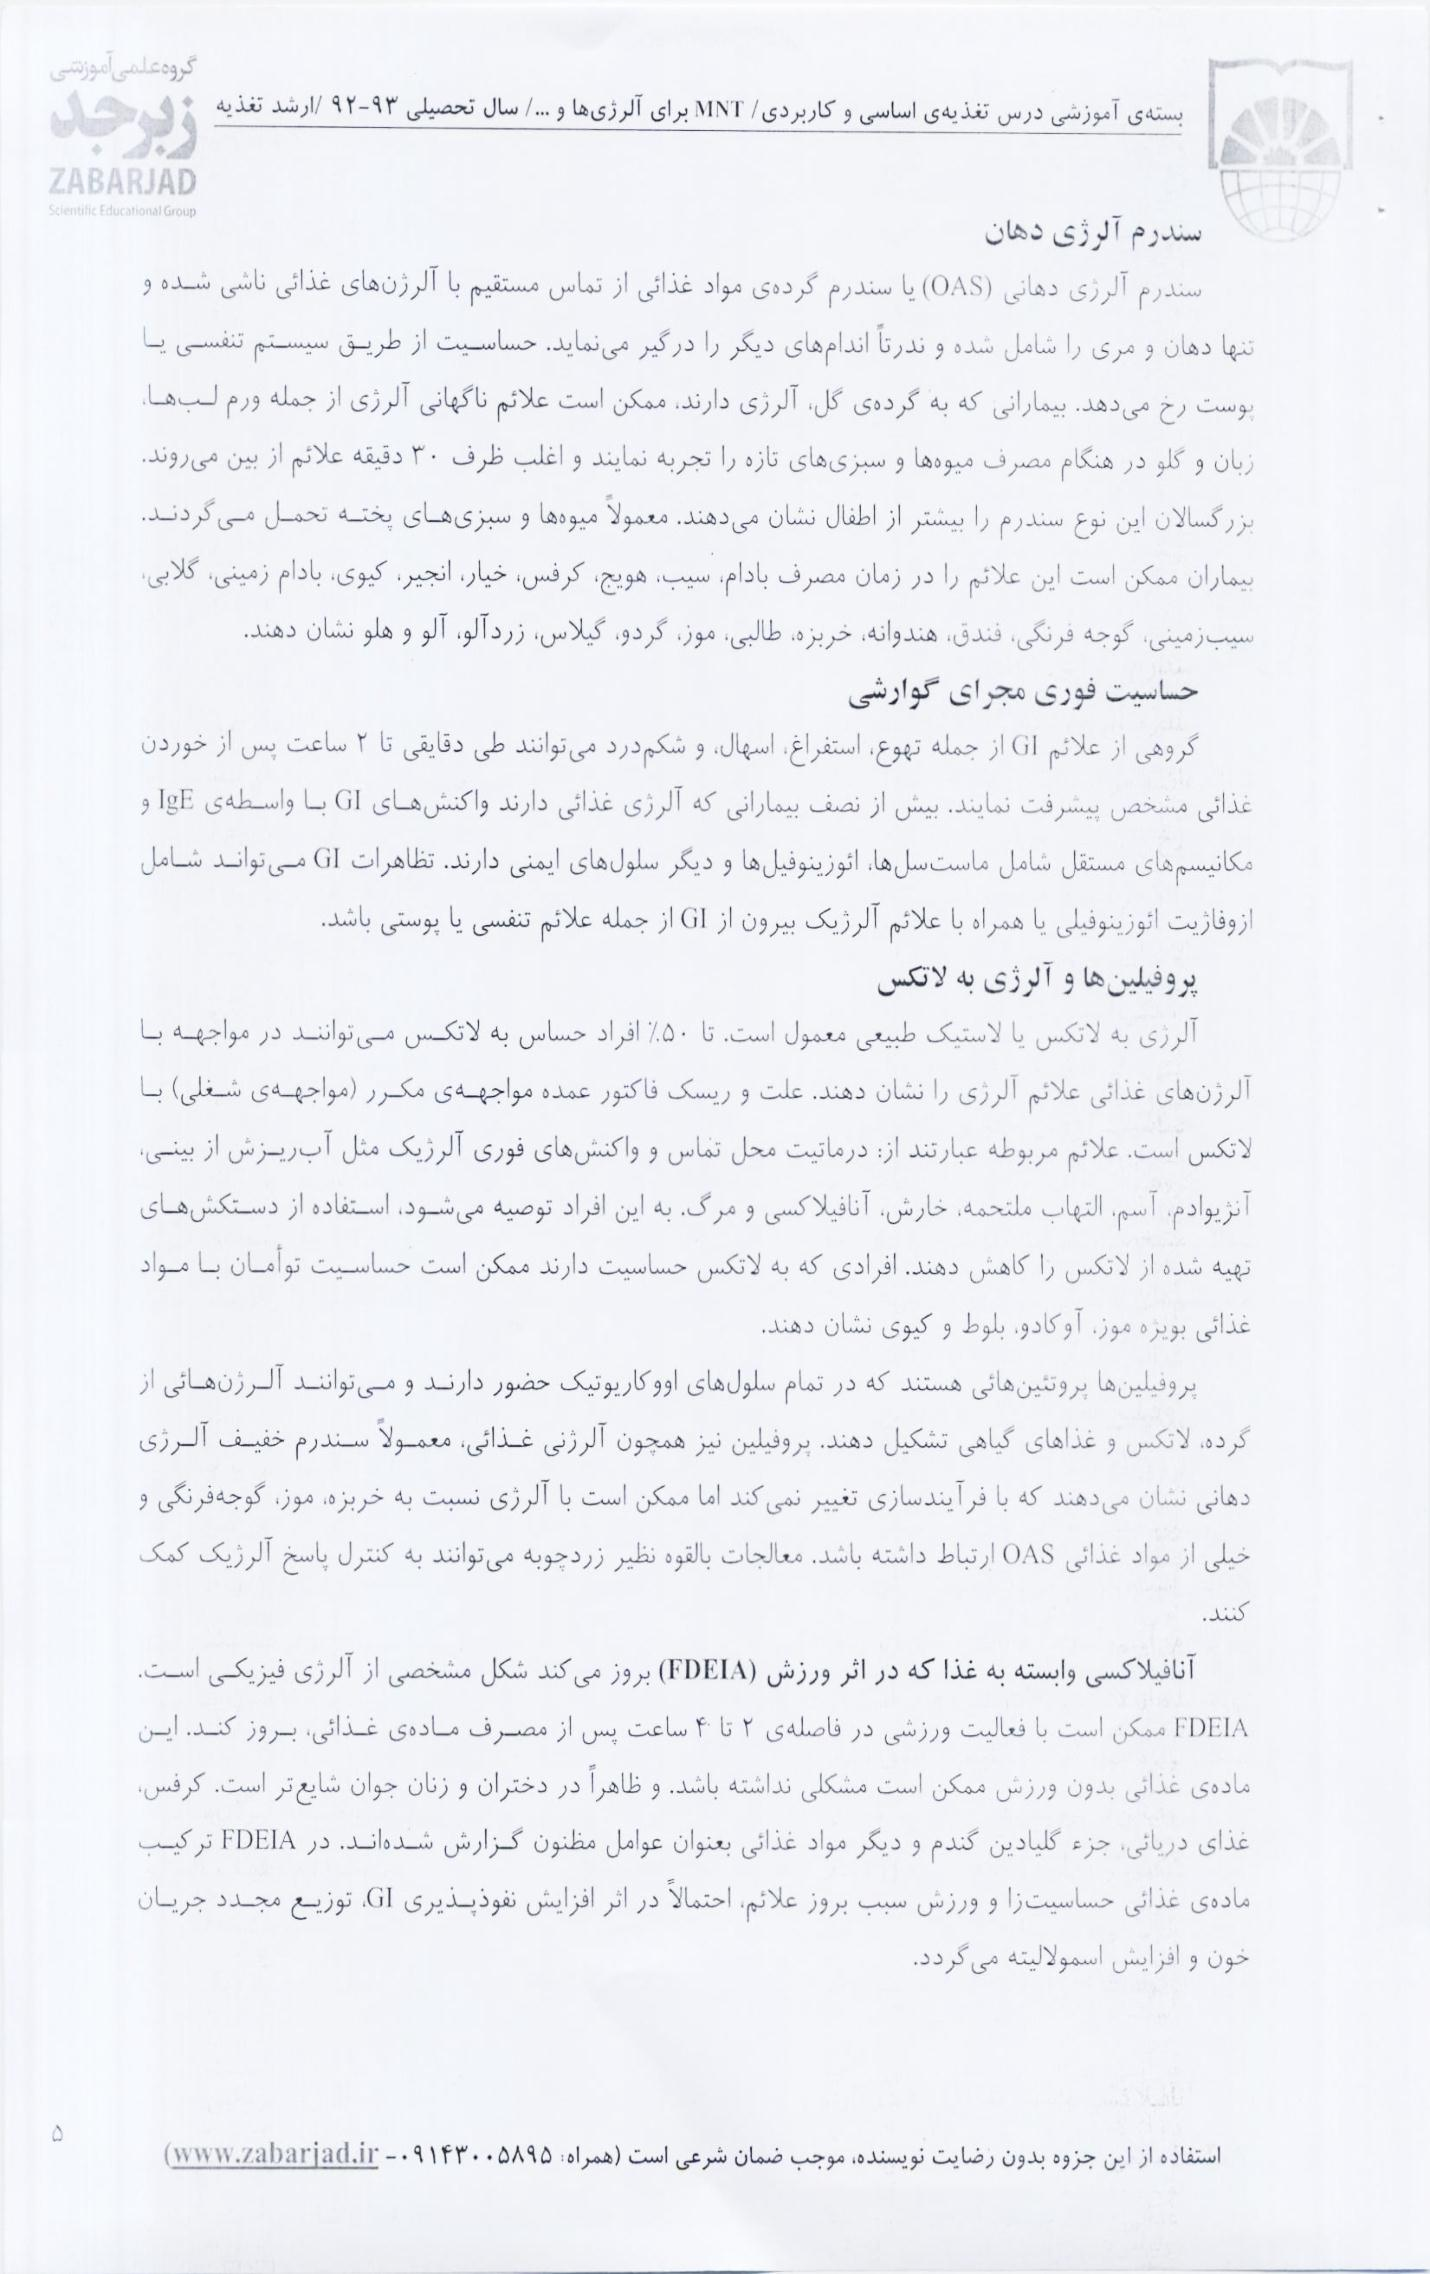 گروه علمی آموزشی
زبرجد
ZABARJAD
Scientific Educational Group
بسته‌ی آموزشی درس تغذیه‌ی اساسی و کاربردی/ MNT برای آلرژی‌ها و .../ سال تحصیلی ۹۳-۹۲ /ارشد تغذیه
سندرم آلرژی دهان
سندرم آلرژی دهانی (OAS) یا سندرم گرده‌ی مواد غذائی از تماس مستقیم با آلرژن‌های غذائی ناشی شده و
تنها دهان و مری را شامل شده و ندرتاً اندام‌های دیگر را درگیر می‌نماید. حساسیت از طریق سیستم تنفسی یا
پوست رخ می‌دهد. بیمارانی که به گرده‌ی گل، آلرژی دارند، ممکن است علائم ناگهانی آلرژی از جمله ورم لب‌ها،
زبان و گلو در هنگام مصرف میوه‌ها و سبزی‌های تازه را تجربه نمایند و اغلب ظرف ۳۰ دقیقه علائم از بین می‌روند.
بزرگسالان این نوع سندرم را بیشتر از اطفال نشان می‌دهند. معمولاً میوه‌ها و سبزی‌های پخته تحمل می‌گردند.
بیماران ممکن است این علائم را در زمان مصرف بادام، سیب، هویج، کرفس، خیار، انجیر، کیوی، بادام زمینی، گلابی،
سیب‌زمینی، گوجه فرنگی، فندق، هندوانه، خربزه، طالبی، موز، گردو، گیلاس، زردآلو، آلو و هلو نشان دهند.
حساسیت فوری مجرای گوارشی
گروهی از علائم GI از جمله تهوع، استفراغ، اسهال، و شکم‌درد می‌توانند طی دقایقی تا ۲ ساعت پس از خوردن
غذائی مشخص پیشرفت نمایند. بیش از نصف بیمارانی که آلرژی غذائی دارند واکنش‌های GI با واسطه‌ی IgE و
مکانیسم‌های مستقل شامل ماست‌سل‌ها، ائوزینوفیل‌ها و دیگر سلول‌های ایمنی دارند. تظاهرات GI می‌تواند شامل
ازوفاژیت ائوزینوفیلی یا همراه با علائم آلرژیک بیرون از GI از جمله علائم تنفسی یا پوستی باشد.
پروفیلین‌ها و آلرژی به لاتکس
آلرژی به لاتکس یا لاستیک طبیعی معمول است. تا ۵۰٪ افراد حساس به لاتکس می‌توانند در مواجهه با
آلرژن‌های غذائی علائم آلرژی را نشان دهند. علت و ریسک فاکتور عمده مواجهه‌ی مکرر (مواجهه‌ی شغلی) با
لاتکس است. علائم مربوطه عبارتند از: درماتیت محل تماس و واکنش‌های فوری آلرژیک مثل آب‌ریزش از بینی،
آنژیوادم، آسم، التهاب ملتحمه، خارش، آنافیلاکسی و مرگ. به این افراد توصیه می‌شود، استفاده از دستکش‌های
تهیه شده از لاتکس را کاهش دهند. افرادی که به لاتکس حساسیت دارند ممکن است حساسیت توأمان با مواد
غذائی بویژه موز، آوکادو، بلوط و کیوی نشان دهند.
پروفیلین‌ها پروتئین‌هائی هستند که در تمام سلول‌های اووکاریوتیک حضور دارند و می‌توانند آلرژن‌هائی از
گرده، لاتکس و غذاهای گیاهی تشکیل دهند. پروفیلین نیز همچون آلرژنی غذائی، معمولاً سندرم خفیف آلرژی
دهانی نشان می‌دهند که با فرآیندسازی تغییر نمی‌کند اما ممکن است با آلرژی نسبت به خربزه، موز، گوجه‌فرنگی و
خیلی از مواد غذائی OAS ارتباط داشته باشد. معالجات بالقوه نظیر زردچوبه می‌توانند به کنترل پاسخ آلرژیک کمک
کنند.
آنافیلاکسی وابسته به غذا که در اثر ورزش (FDEIA) بروز می‌کند شکل مشخصی از آلرژی فیزیکی است.
FDEIA ممکن است با فعالیت ورزشی در فاصله‌ی ۲ تا ۴ ساعت پس از مصرف ماده‌ی غذائی، بروز کند. این
ماده‌ی غذائی بدون ورزش ممکن است مشکلی نداشته باشد. و ظاهراً در دختران و زنان جوان شایع‌تر است. کرفس،
غذای دریائی، جزء گلیادین گندم و دیگر مواد غذائی بعنوان عوامل مظنون گزارش شده‌اند. در FDEIA ترکیب
ماده‌ی غذائی حساسیت‌زا و ورزش سبب بروز علائم، احتمالاً در اثر افزایش نفوذپذیری GI، توزیع مجدد جریان
خون و افزایش اسمولالیته می‌گردد.
۵
استفاده از این جزوه بدون رضایت نویسنده، موجب ضمان شرعی است (همراه: ۰۹۱۴۳۰۰۵۸۹۵- www.zabarjad.ir)